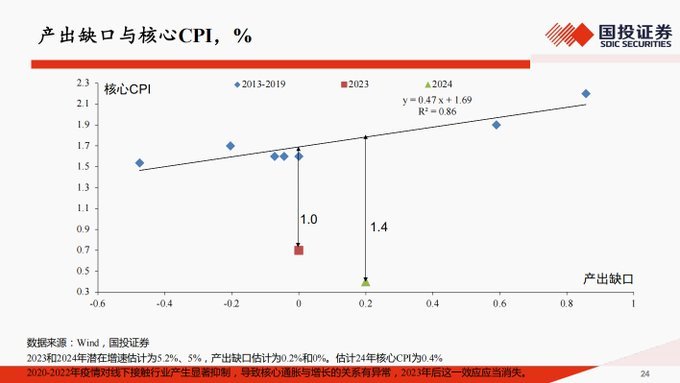 产出缺口与核心CPI，%
国投证券
SDIC SECURITIES
核心CPI
2013-2019
2023
2024
y = 0.47 x + 1.69
R² = 0.86
2.3
2.1
1.9
1.7
1.5
1.3
1.1
0.9
0.7
0.5
0.3
1.0
1.4
产出缺口
-0.6
-0.4
-0.2
0
0.2
0.4
0.6
0.8
1
数据来源：Wind，国投证券
2023和2024年潜在增速估计为5.2%、5%，产出缺口估计为0.2%和0%。估计24年核心CPI为0.4%
2020-2022年疫情对线下接触行业产生显著抑制，导致核心通胀与增长的关系有异常，2023年后这一效应应当消失。
24